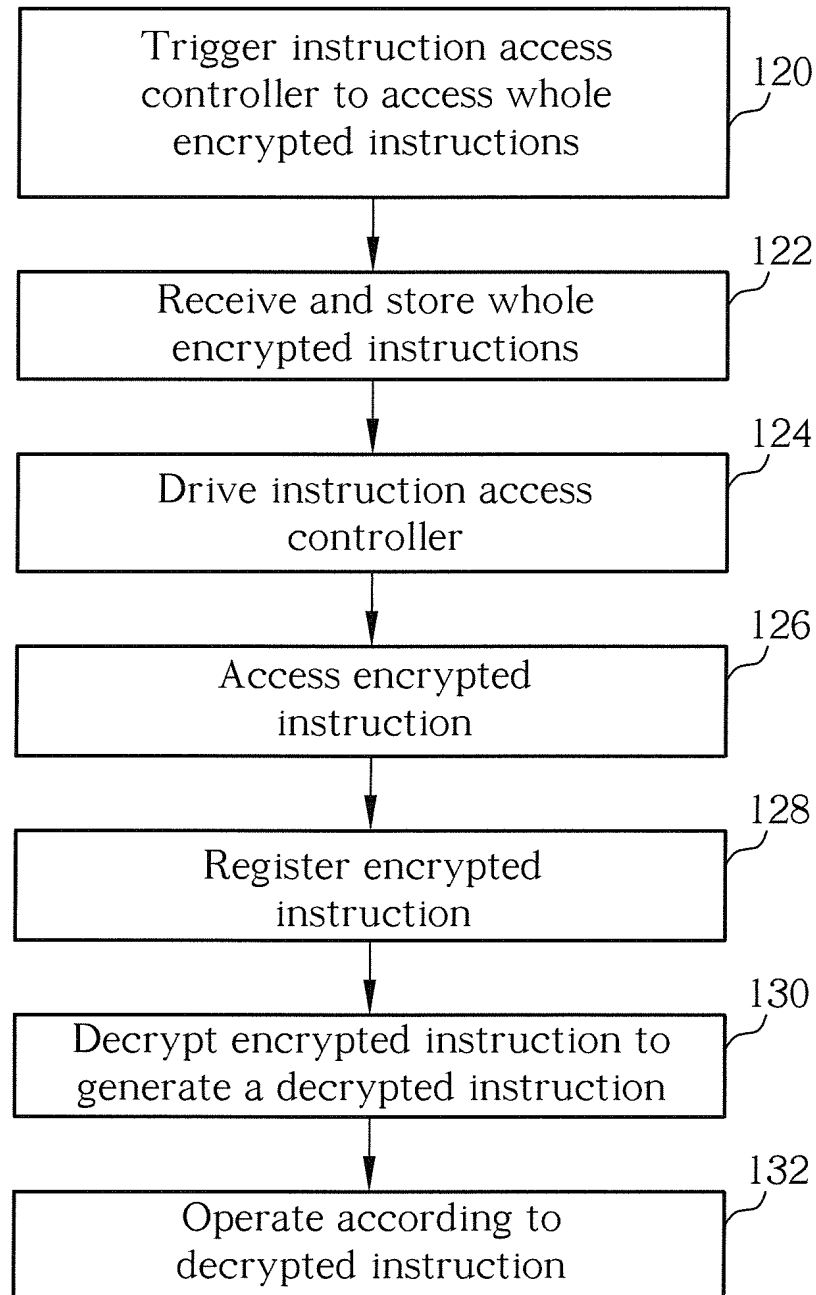 Trigger instruction access
controller to access whole
encrypted instructions
120
Receive and store whole
encrypted instructions
122
Drive instruction access
controller
124
Access encrypted
instruction
126
Register encrypted
instruction
128
Decrypt encrypted instruction to
generate a decrypted instruction
130
Operate according to
decrypted instruction
132